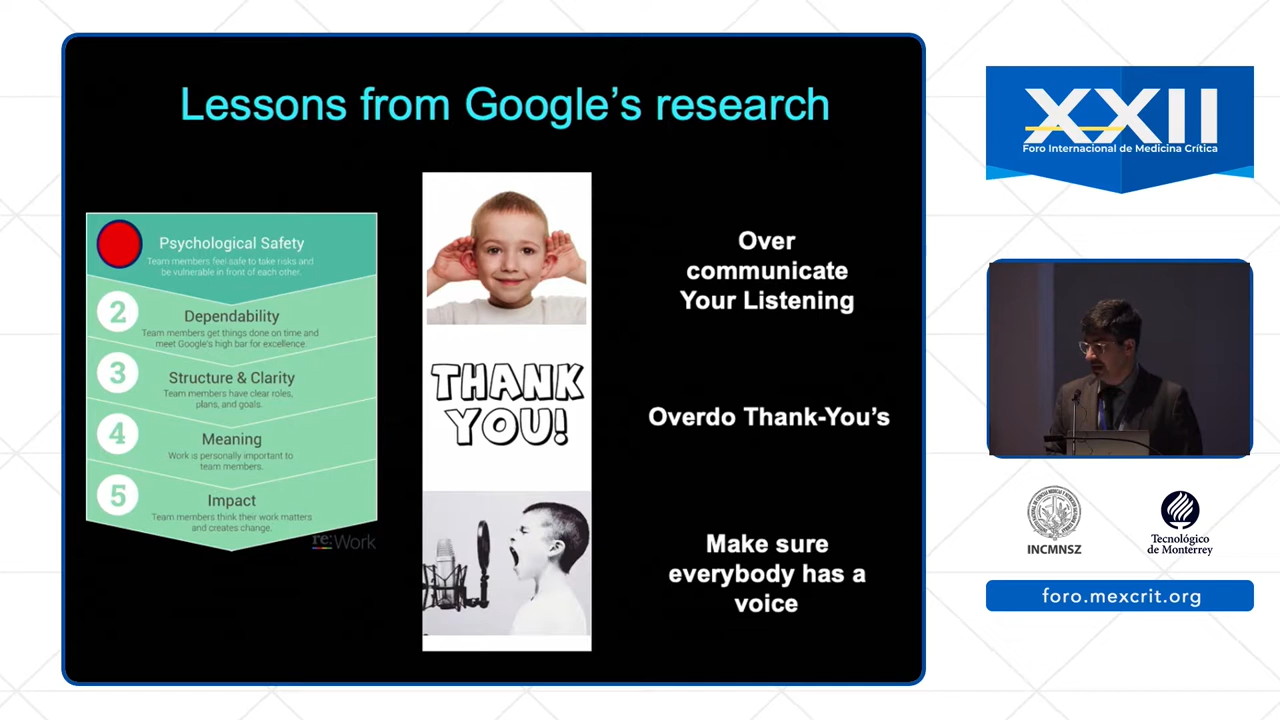 Lessons from Google's research
Psychological Safety
Team members feel safe to take risks and
be vulnerable in front of each other.
2
Dependability
Team members get things done on time and
meet Google's high bar for excellence.
3
Structure & Clarity
Team members have clear roles,
plans, and goals.
4
Meaning
Work is personally important to
team members.
5
Impact
Team members think their work matters
and creates change.
re:Work
THANK
YOU!
Over
communicate
Your Listening
Overdo Thank-You's
Make sure
everybody has a
voice
XXII
Foro Internacional de Medicina Crítica
INCMNSZ
Tecnológico
de Monterrey
foro.mexcrit.org